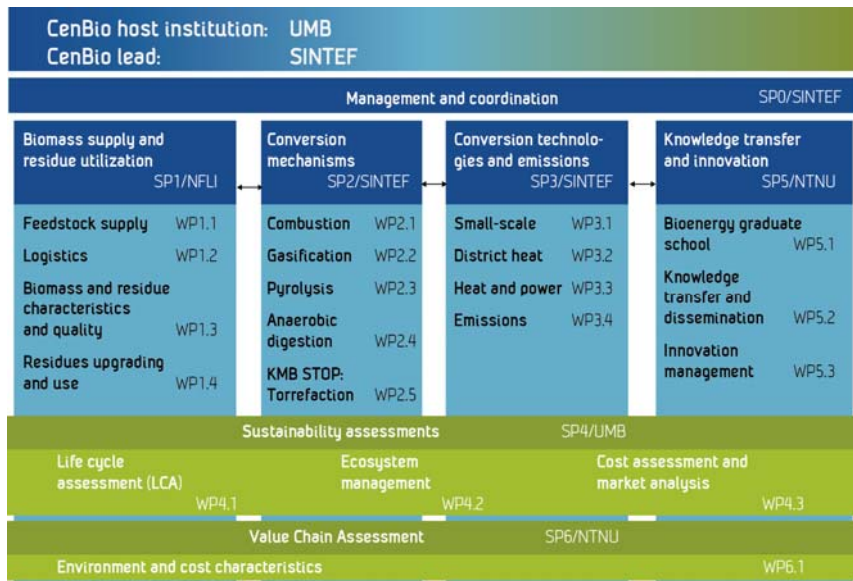 CenBio host institution: UMB
CenBio lead: SINTEF
Management and coordination SP0/SINTEF
Biomass supply and
residue utilization
SP1/NFLI
Feedstock supply WP1.1
Logistics WP1.2
Biomass and residue
characteristics
and quality WP1.3
Residues upgrading
and use WP1.4
Conversion
mechanisms
SP2/SINTEF
Combustion WP2.1
Gasification WP2.2
Pyrolysis WP2.3
Anaerobic
digestion WP2.4
KMB STOP:
Torrefaction WP2.5
Conversion technolo-
gies and emissions
SP3/SINTEF
Small-scale WP3.1
District heat WP3.2
Heat and power WP3.3
Emissions WP3.4
Knowledge transfer
and innovation
SP5/NTNU
Bioenergy graduate
school WP5.1
Knowledge
transfer and
dissemination WP5.2
Innovation
management WP5.3
Sustainability assessments SP4/UMB
Life cycle
assessment (LCA)
WP4.1
Ecosystem
management
WP4.2
Cost assessment and
market analysis
WP4.3
Value Chain Assessment SP6/NTNU
Environment and cost characteristics WP6.1